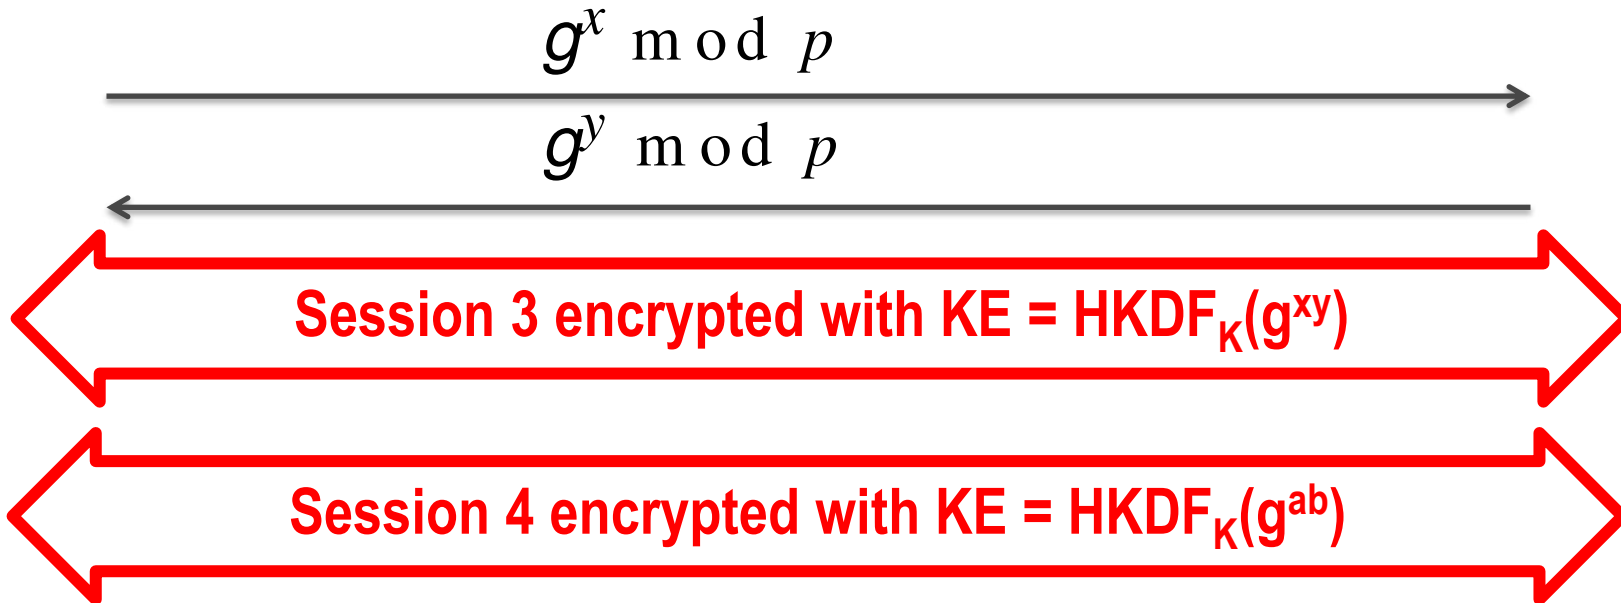 g^x mod p
g^y mod p
Session 3 encrypted with KE = HKDF_K(g^xy)
Session 4 encrypted with KE = HKDF_K(g^ab)